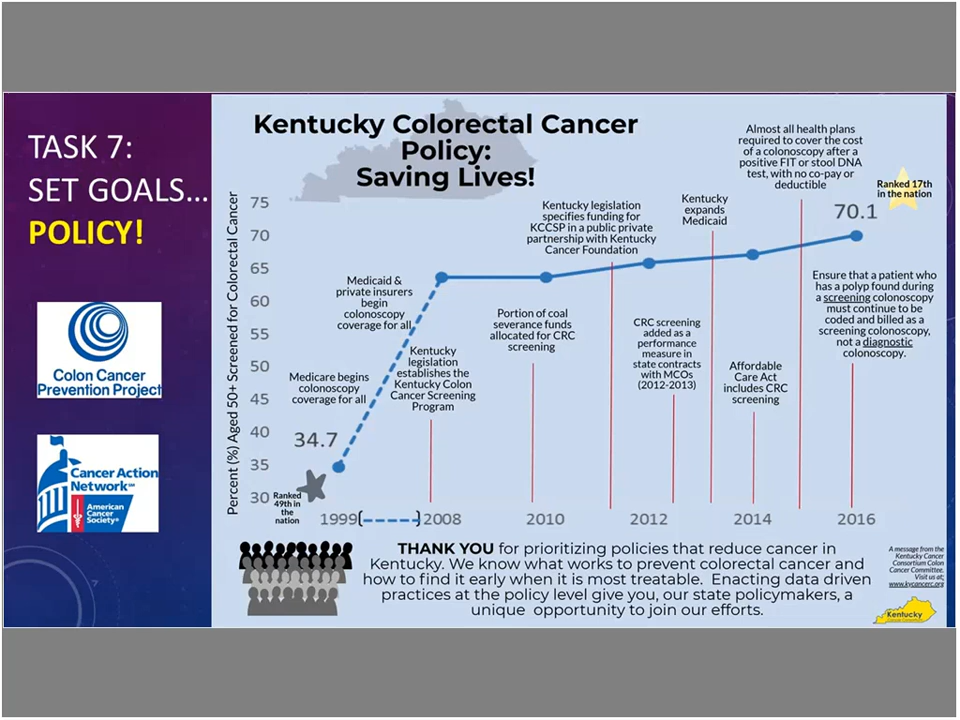 TASK 7:
SET GOALS...
POLICY!
Colon Cancer
Prevention Project
Cancer Action
Network℠
American
Cancer
Society®
7
Kentucky Colorectal Cancer
Policy:
Saving Lives!
Percent (%) Aged 50+ Screened for Colorectal Cancer
75
70
65
60
55
50
45
40
35
30
34.7
Ranked
49th in
the
nation
Medicare begins
colonoscopy
coverage for all
Medicaid &
private insurers
begin
colonoscopy
coverage for all
Kentucky
legislation
establishes the
Kentucky Colon
Cancer Screening
Program
Portion of coal
severance funds
allocated for CRC
screening
Kentucky legislation
specifies funding for
KCCSP in a public private
partnership with Kentucky
Cancer Foundation
CRC screening
added as a
performance
measure in
state contracts
with MCOs
(2012-2013)
Kentucky
expands
Medicaid
Affordable
Care Act
includes CRC
screening
Almost all health plans
required to cover the cost
of a colonoscopy after a
positive FIT or stool DNA
test, with no co-pay or
deductible
70.1
Ranked 17th
in the nation
Ensure that a patient who
has a polyp found during
a screening colonoscopy
must continue to be
coded and billed as a
screening colonoscopy,
not a diagnostic
colonoscopy.
1999 2008 2010 2012 2014 2016
THANK YOU for prioritizing policies that reduce cancer in
Kentucky. We know what works to prevent colorectal cancer and
how to find it early when it is most treatable. Enacting data driven
practices at the policy level give you, our state policymakers, a
unique opportunity to join our efforts.
A message from the
Kentucky Cancer
Consortium Colon
Cancer Committee.
Visit us at:
www.kycancerc.org
Kentucky